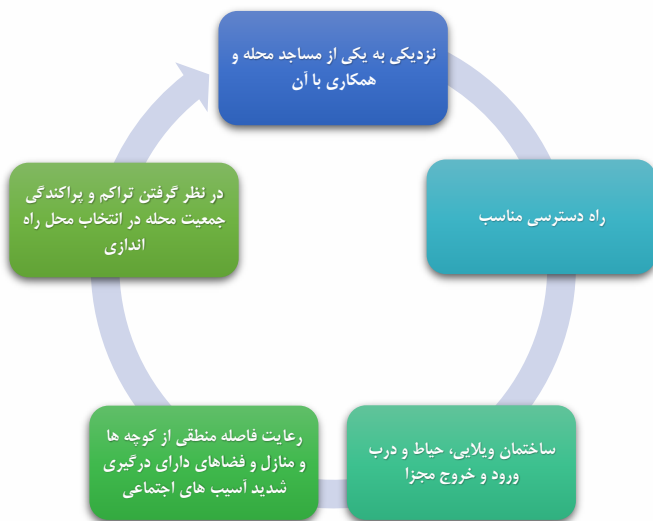 نزدیکی به یکی از مساجد محله و
همکاری با آن
راه دسترسی مناسب
ساختمان ویلایی، حیاط و درب
ورود و خروج مجزا
رعایت فاصله منطقی از کوچه ها
و منازل و فضاهای دارای درگیری
شدید آسیب های اجتماعی
در نظر گرفتن تراکم و پراکندگی
جمعیت محله در انتخاب محل راه
اندازی